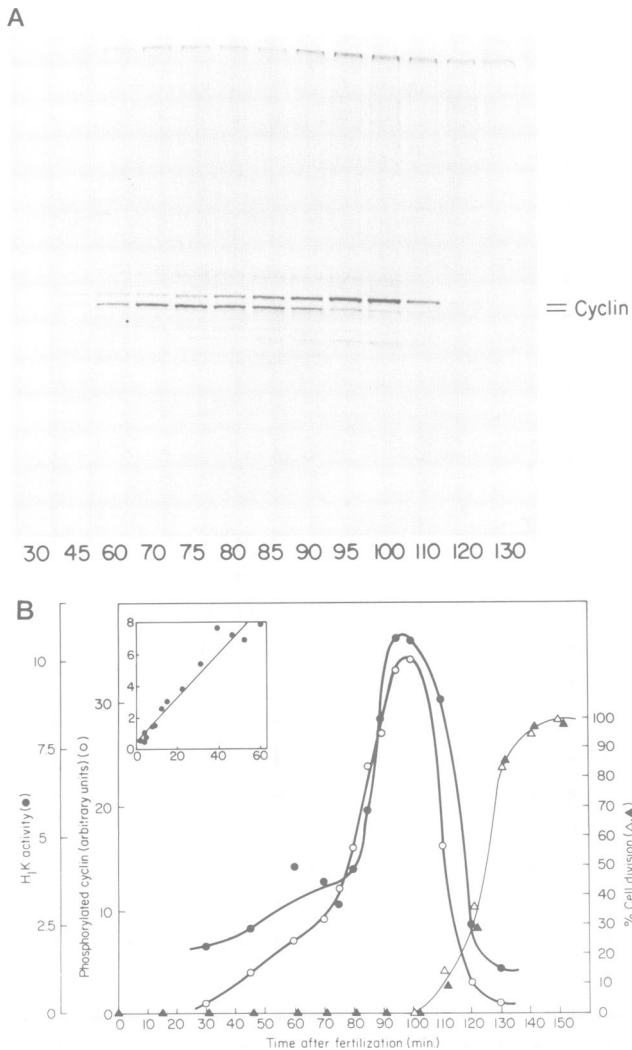 A
Cyclin
30 45 60 70 75 80 85 90 95 100 110 120 130
B
H₁K activity (●)
10
7.5
5
2.5
0
Phosphorylated cyclin (arbitrary units) (o)
30
20
10
0
8
6
4
2
0
0 20 40 60
100
95
90
80
70
60
50
40
30
20
10
0
% Cell division (△▲)
0 10 20 30 40 50 60 70 80 90 100 110 120 130 140 150
Time after fertilization (min.)